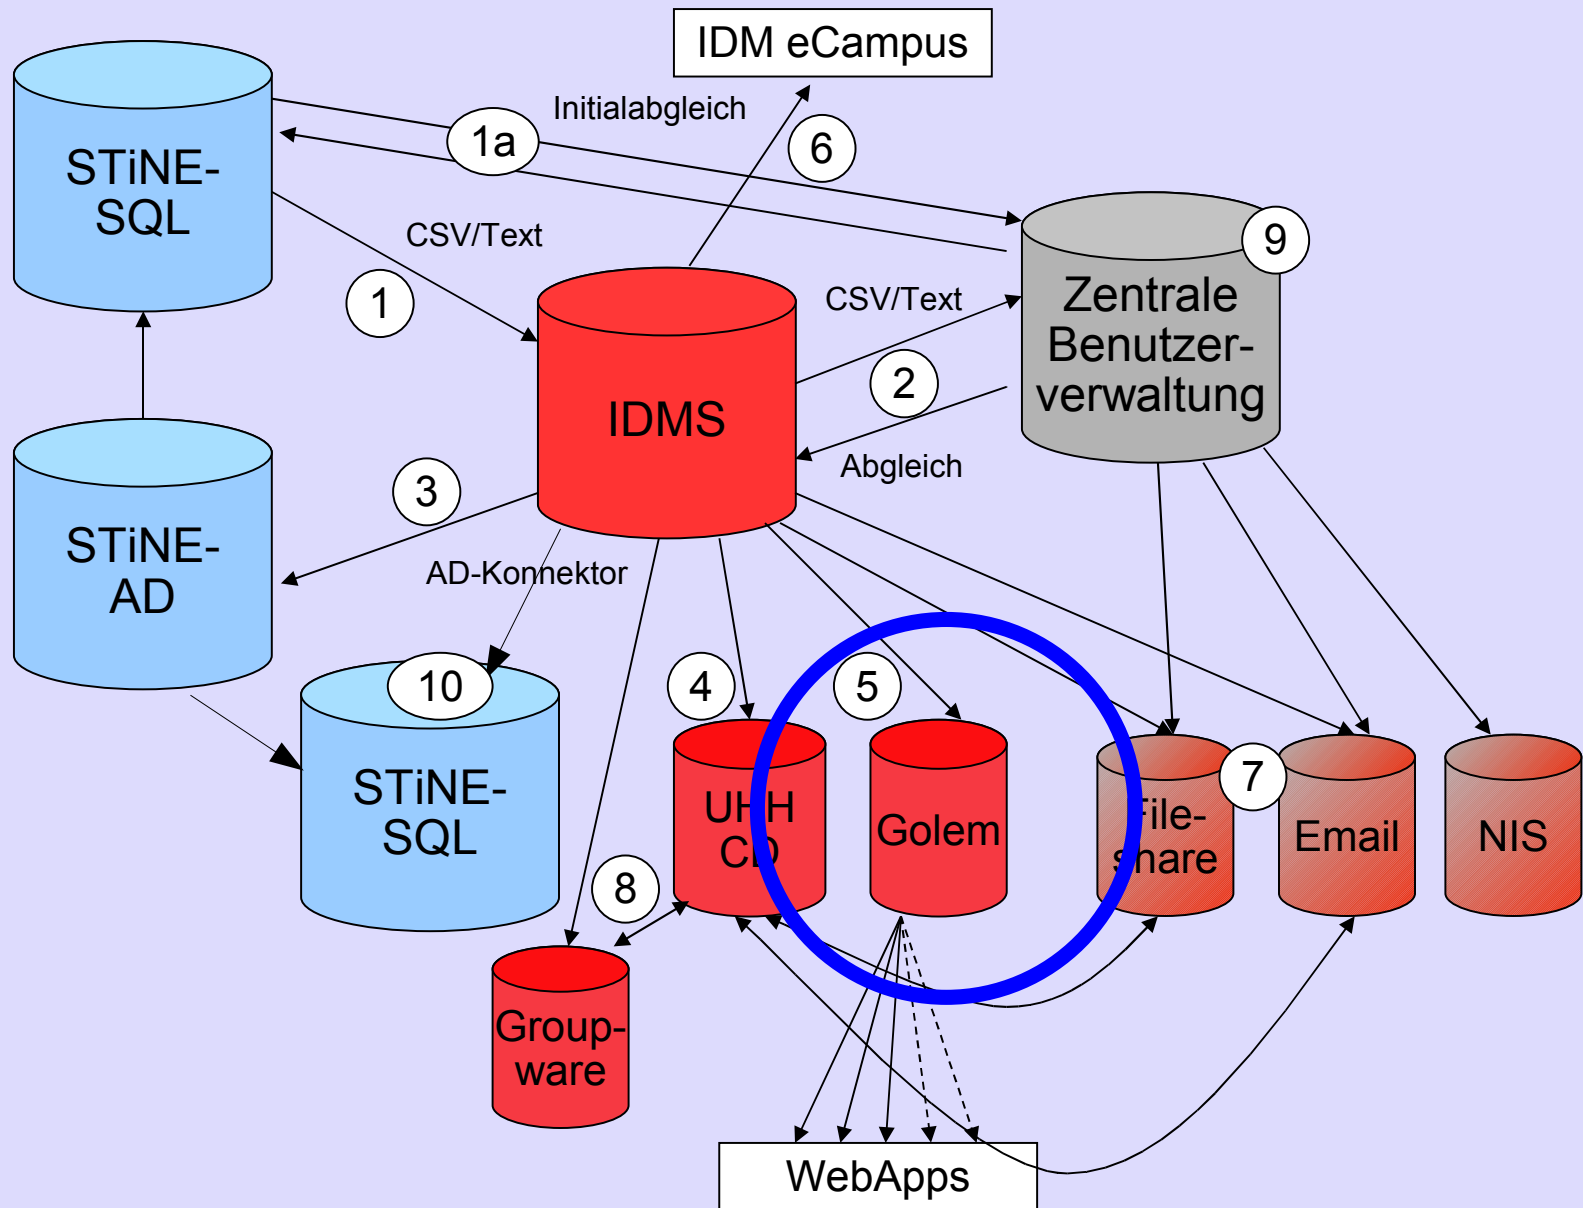 IDM eCampus
Initialabgleich
1a
6
STiNE-
SQL
CSV/Text
1
9
Zentrale
Benutzer-
verwaltung
CSV/Text
2
Abgleich
IDMS
3
STiNE-
AD
AD-Konnektor
10
STiNE-
SQL
4
5
UHH
CD
Golem
File-
share
7
Email
NIS
8
Group-
ware
WebApps